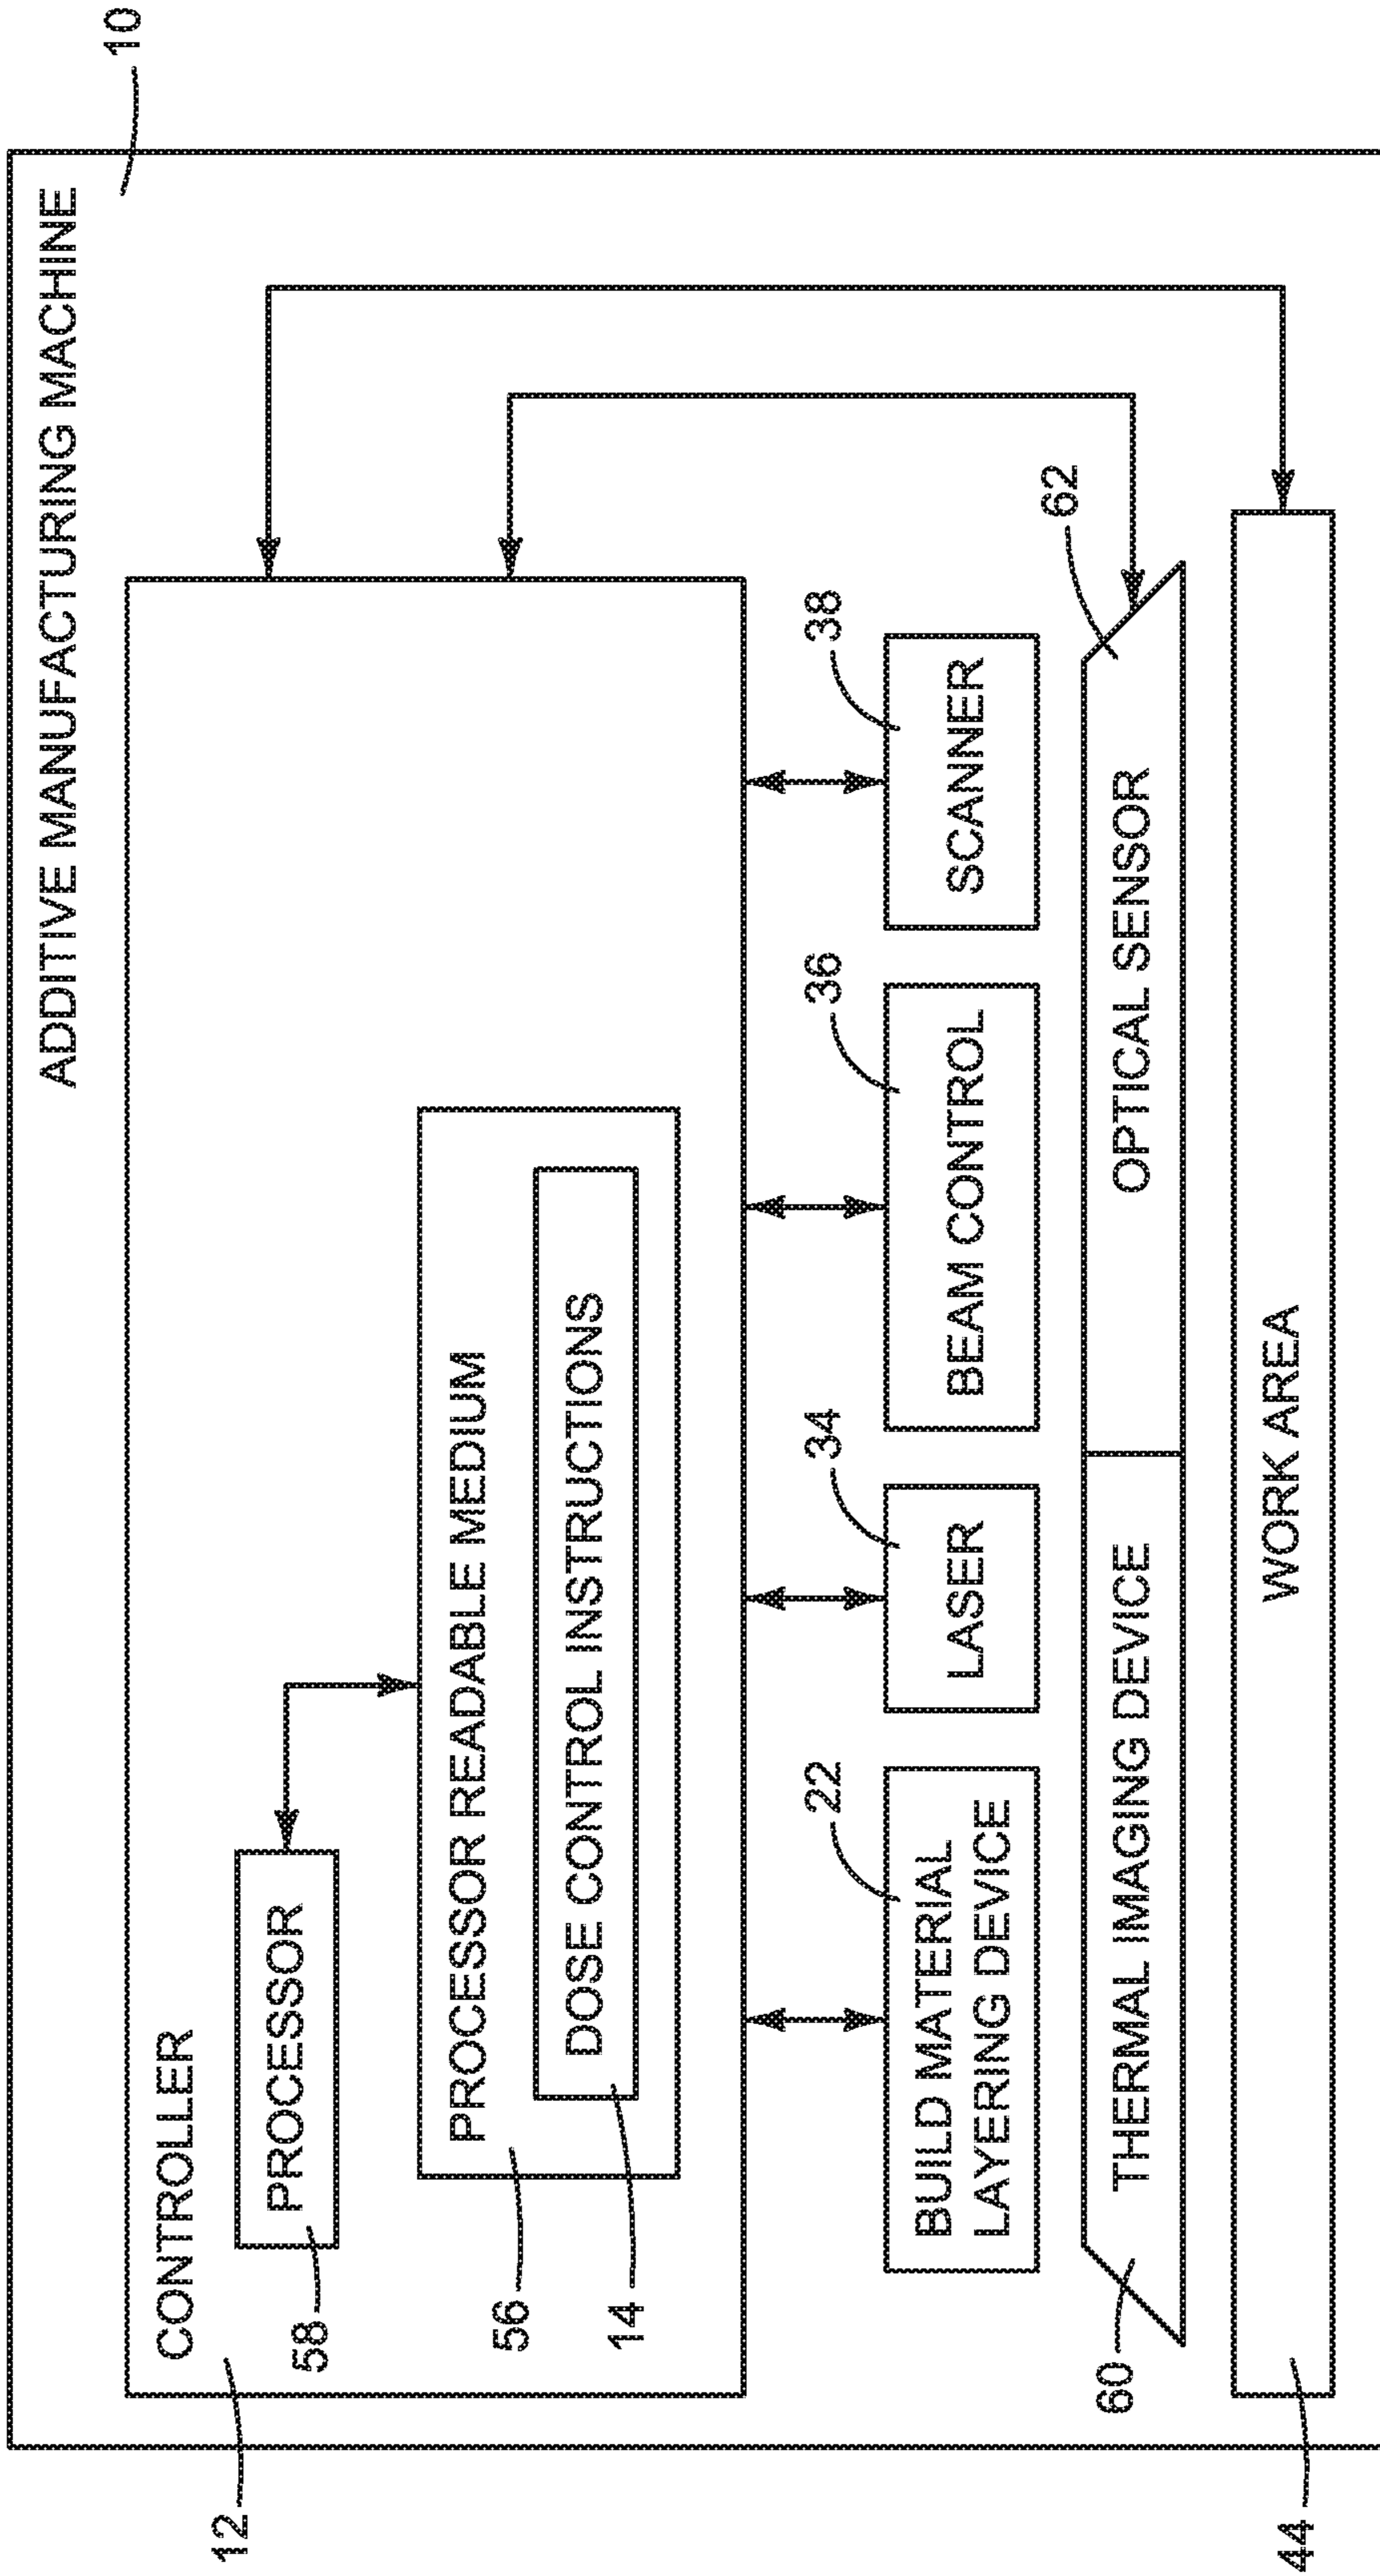 10
ADDITIVE MANUFACTURING MACHINE
12
CONTROLLER
58
PROCESSOR
56
PROCESSOR READABLE MEDIUM
14
DOSE CONTROL INSTRUCTIONS
22
34
36
38
BUILD MATERIAL
LAYERING DEVICE
LASER
BEAM CONTROL
SCANNER
60
THERMAL IMAGING DEVICE
OPTICAL SENSOR
62
44
WORK AREA